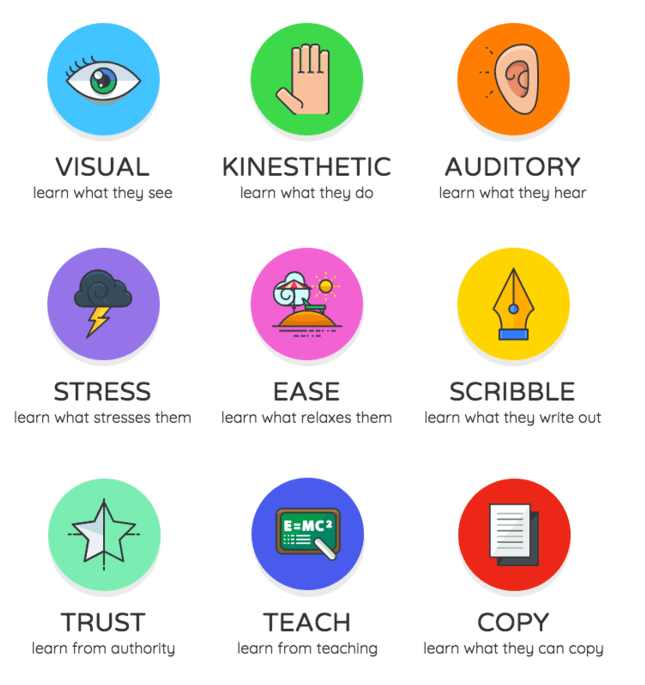 VISUAL
learn what they see
KINESTHETIC
learn what they do
AUDITORY
learn what they hear
STRESS
learn what stresses them
EASE
learn what relaxes them
SCRIBBLE
learn what they write out
E=MC²
TRUST
learn from authority
TEACH
learn from teaching
COPY
learn what they can copy